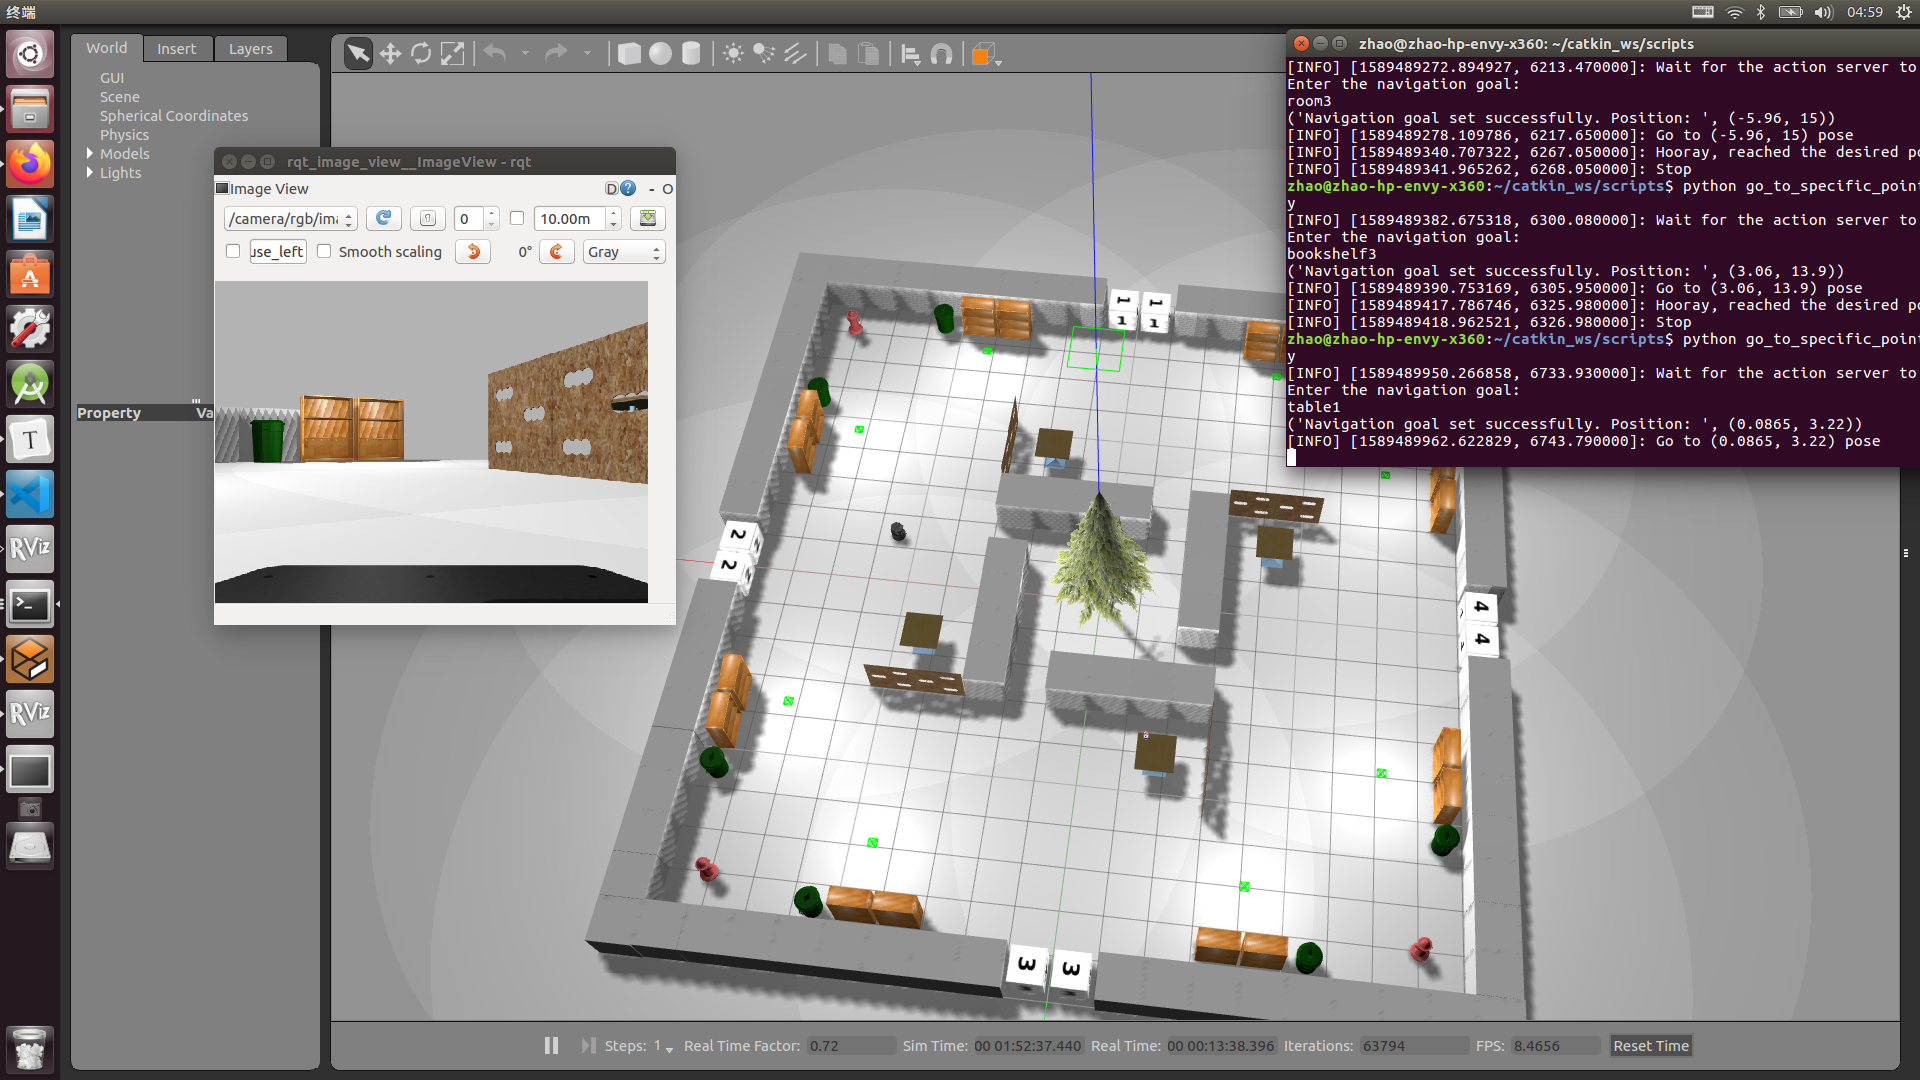 终端
04:59
World
Insert
Layers
GUI
Scene
Spherical Coordinates
Physics
Models
Lights
Property
Va
rqt_image_view__ImageView - rqt
Image View
D
- O
/camera/rgb/ima
0
10.00m
use_left
Smooth scaling
0°
Gray
zhao@zhao-hp-envy-x360: ~/catkin_ws/scripts
[INFO] [1589489272.894927, 6213.470000]: Wait for the action server to
Enter the navigation goal:
room3
('Navigation goal set successfully. Position: ', (-5.96, 15))
[INFO] [1589489278.109786, 6217.650000]: Go to (-5.96, 15) pose
[INFO] [1589489340.707322, 6267.050000]: Hooray, reached the desired po
[INFO] [1589489341.965262, 6268.050000]: Stop
zhao@zhao-hp-envy-x360:~/catkin_ws/scripts$ python go_to_specific_point
y
[INFO] [1589489382.675318, 6300.080000]: Wait for the action server to
Enter the navigation goal:
bookshelf3
('Navigation goal set successfully. Position: ', (3.06, 13.9))
[INFO] [1589489390.753169, 6305.950000]: Go to (3.06, 13.9) pose
[INFO] [1589489417.786746, 6325.980000]: Hooray, reached the desired po
[INFO] [1589489418.962521, 6326.980000]: Stop
zhao@zhao-hp-envy-x360:~/catkin_ws/scripts$ python go_to_specific_point
y
[INFO] [1589489950.266858, 6733.930000]: Wait for the action server to
Enter the navigation goal:
table1
('Navigation goal set successfully. Position: ', (0.0865, 3.22))
[INFO] [1589489962.622829, 6743.790000]: Go to (0.0865, 3.22) pose
1 1
1 1
2
2
4
4
3 3
T
RViz
RViz
Steps: 1
Real Time Factor: 0.72
Sim Time: 00 01:52:37.440
Real Time: 00 00:13:38.396
Iterations: 63794
FPS: 8.4656
Reset Time